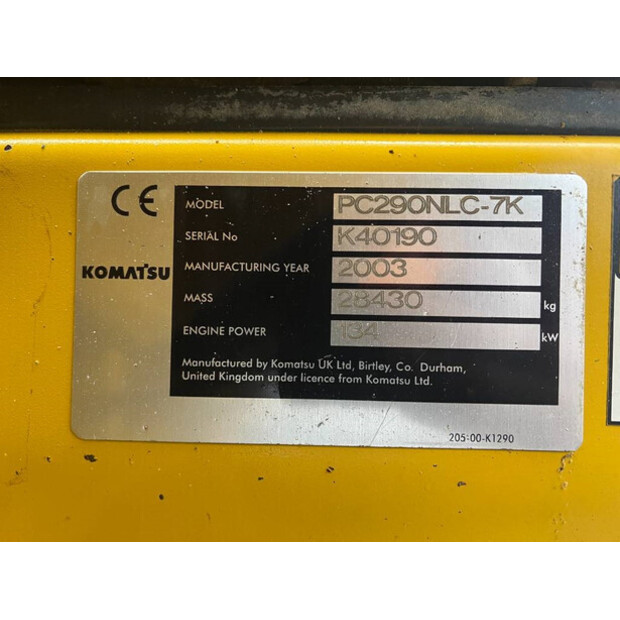 CE
KOMATSU
MODEL PC290NLC-7K
SERIAL No K40190
MANUFACTURING YEAR 2003
MASS 28430 kg
ENGINE POWER 134 kW
Manufactured by Komatsu UK Ltd, Birtley, Co. Durham,
United Kingdom under licence from Komatsu Ltd.
205-00-K1290